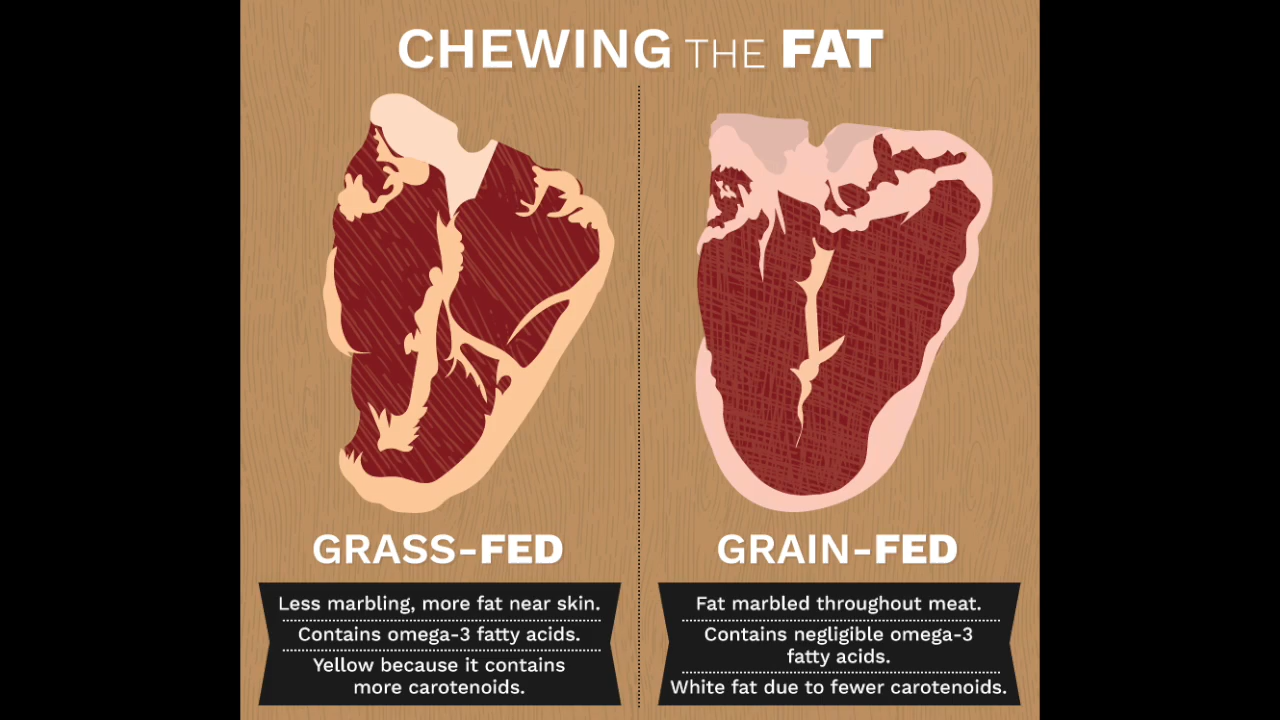 CHEWING THE FAT
GRASS-FED
Less marbling, more fat near skin.
Contains omega-3 fatty acids.
Yellow because it contains
more carotenoids.
GRAIN-FED
Fat marbled throughout meat.
Contains negligible omega-3
fatty acids.
White fat due to fewer carotenoids.